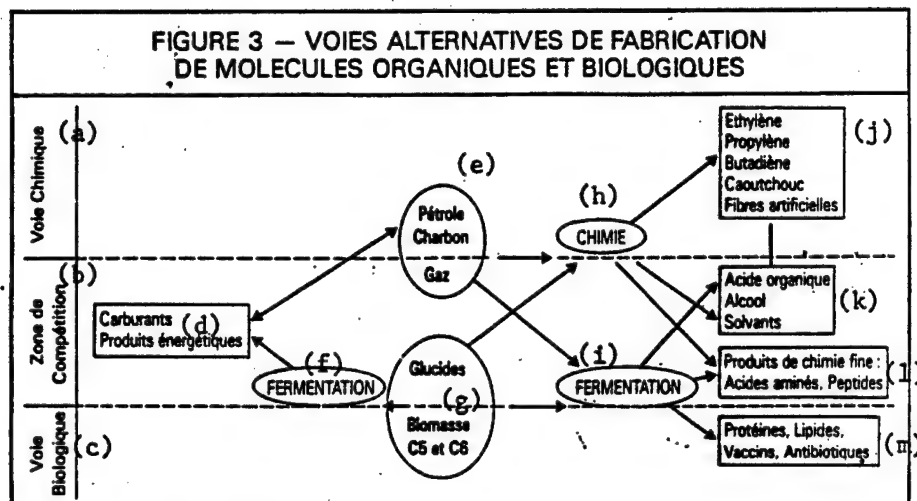 FIGURE 3 — VOIES ALTERNATIVES DE FABRICATION
DE MOLECULES ORGANIQUES ET BIOLOGIQUES
Voie Chimique
(a)
Zone de
Compétition
(b)
Voie
Biologique
(c)
Carburants
Produits énergétiques
(d)
(e)
Pétrole
Charbon
Gaz
(f)
FERMENTATION
Glucides
(g)
Biomasse
C5 et C6
(h)
CHIMIE
(i)
FERMENTATION
Ethylène
Propylène
Butadiène
Caoutchouc
Fibres artificielles
(j)
Acide organique
Alcool
Solvants
(k)
Produits de chimie fine :
Acides aminés, Peptides
(l)
Protéines, Lipides,
Vaccins, Antibiotiques
(m)